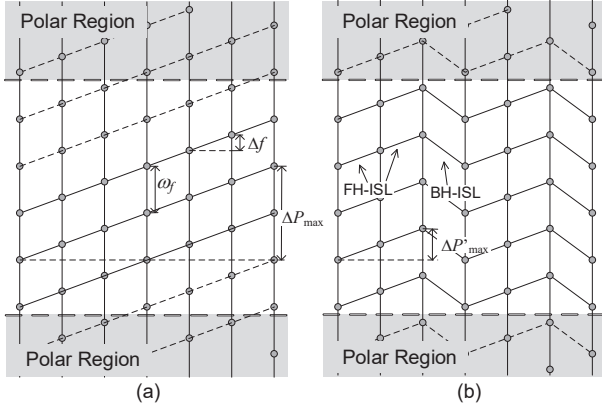 Polar Region
Polar Region
Δf
ω_f
ΔP_max
FH-ISL
BH-ISL
ΔP'_max
Polar Region
Polar Region
(a)
(b)